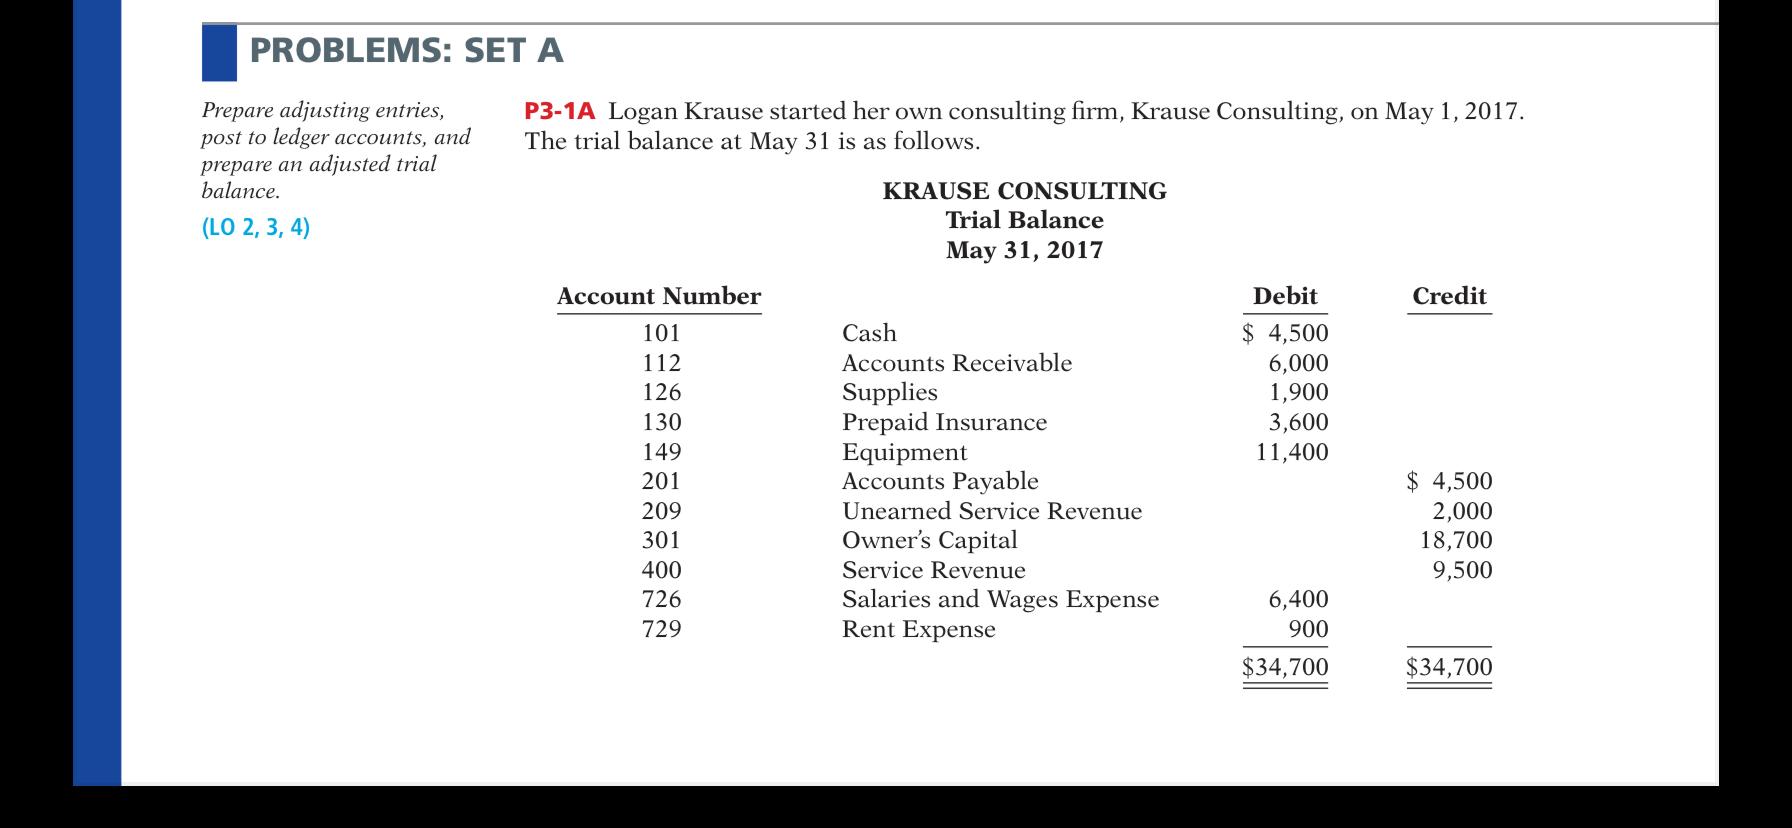 PROBLEMS: SET A
Prepare adjusting entries,
post to ledger accounts, and
prepare an adjusted trial
balance.
(LO 2, 3, 4)
P3-1A Logan Krause started her own consulting firm, Krause Consulting, on May 1, 2017.
The trial balance at May 31 is as follows.
KRAUSE CONSULTING
Trial Balance
May 31, 2017
Account Number Debit Credit
101 Cash $ 4,500
112 Accounts Receivable 6,000
126 Supplies 1,900
130 Prepaid Insurance 3,600
149 Equipment 11,400
201 Accounts Payable $ 4,500
209 Unearned Service Revenue 2,000
301 Owner’s Capital 18,700
400 Service Revenue 9,500
726 Salaries and Wages Expense 6,400
729 Rent Expense 900
$34,700 $34,700